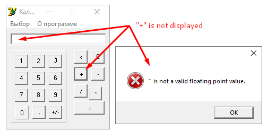 Каль...
Выбор О программе
"+" is not displayed
1 2 3
4 5 6
7 8 9
0 . +/-
+ -
'' is not a valid floating point value.
OK